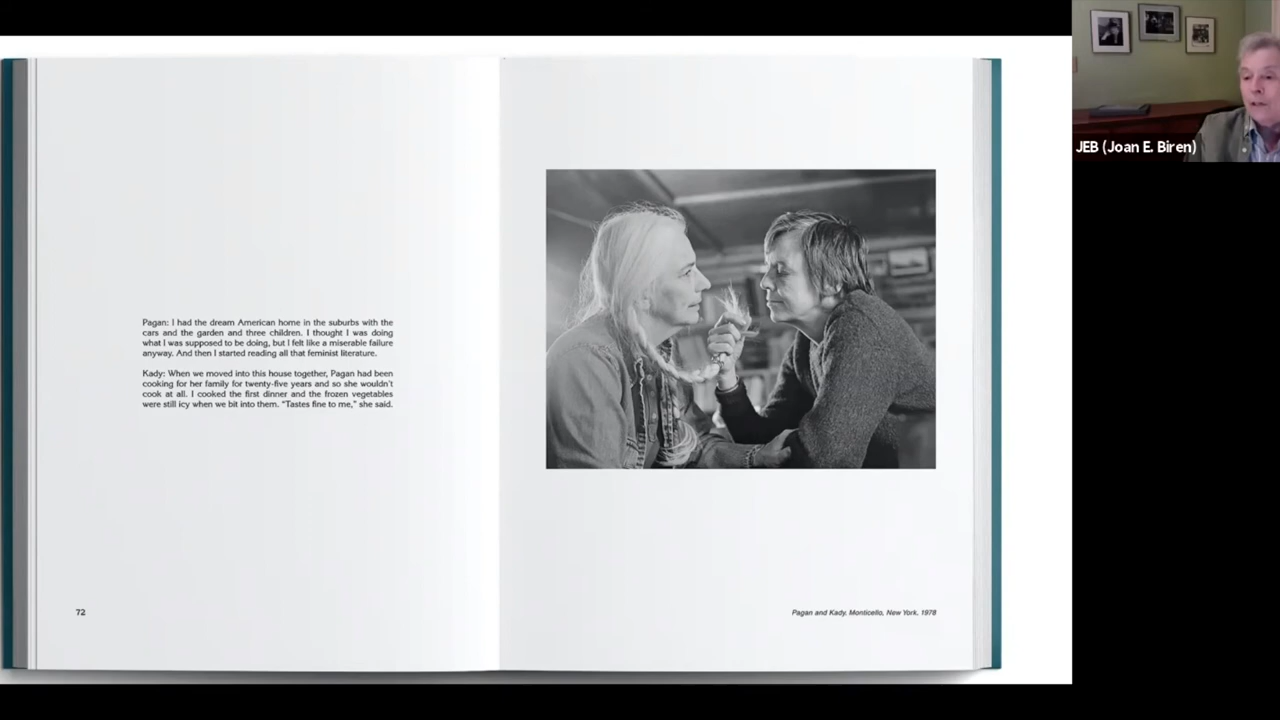 Pagan: I had the dream American home in the suburbs with the
cars and the garden and three children. I thought I was doing
what I was supposed to be doing, but I felt like a miserable failure
anyway. And then I started reading all that feminist literature.
Kady: When we moved into this house together, Pagan had been
cooking for her family for twenty-five years and so she wouldn't
cook at all. I cooked the first dinner and the frozen vegetables
were still icy when we bit into them. "Tastes fine to me," she said.
72
Pagan and Kady. Monticello, New York. 1978
JEB (Joan E. Biren)